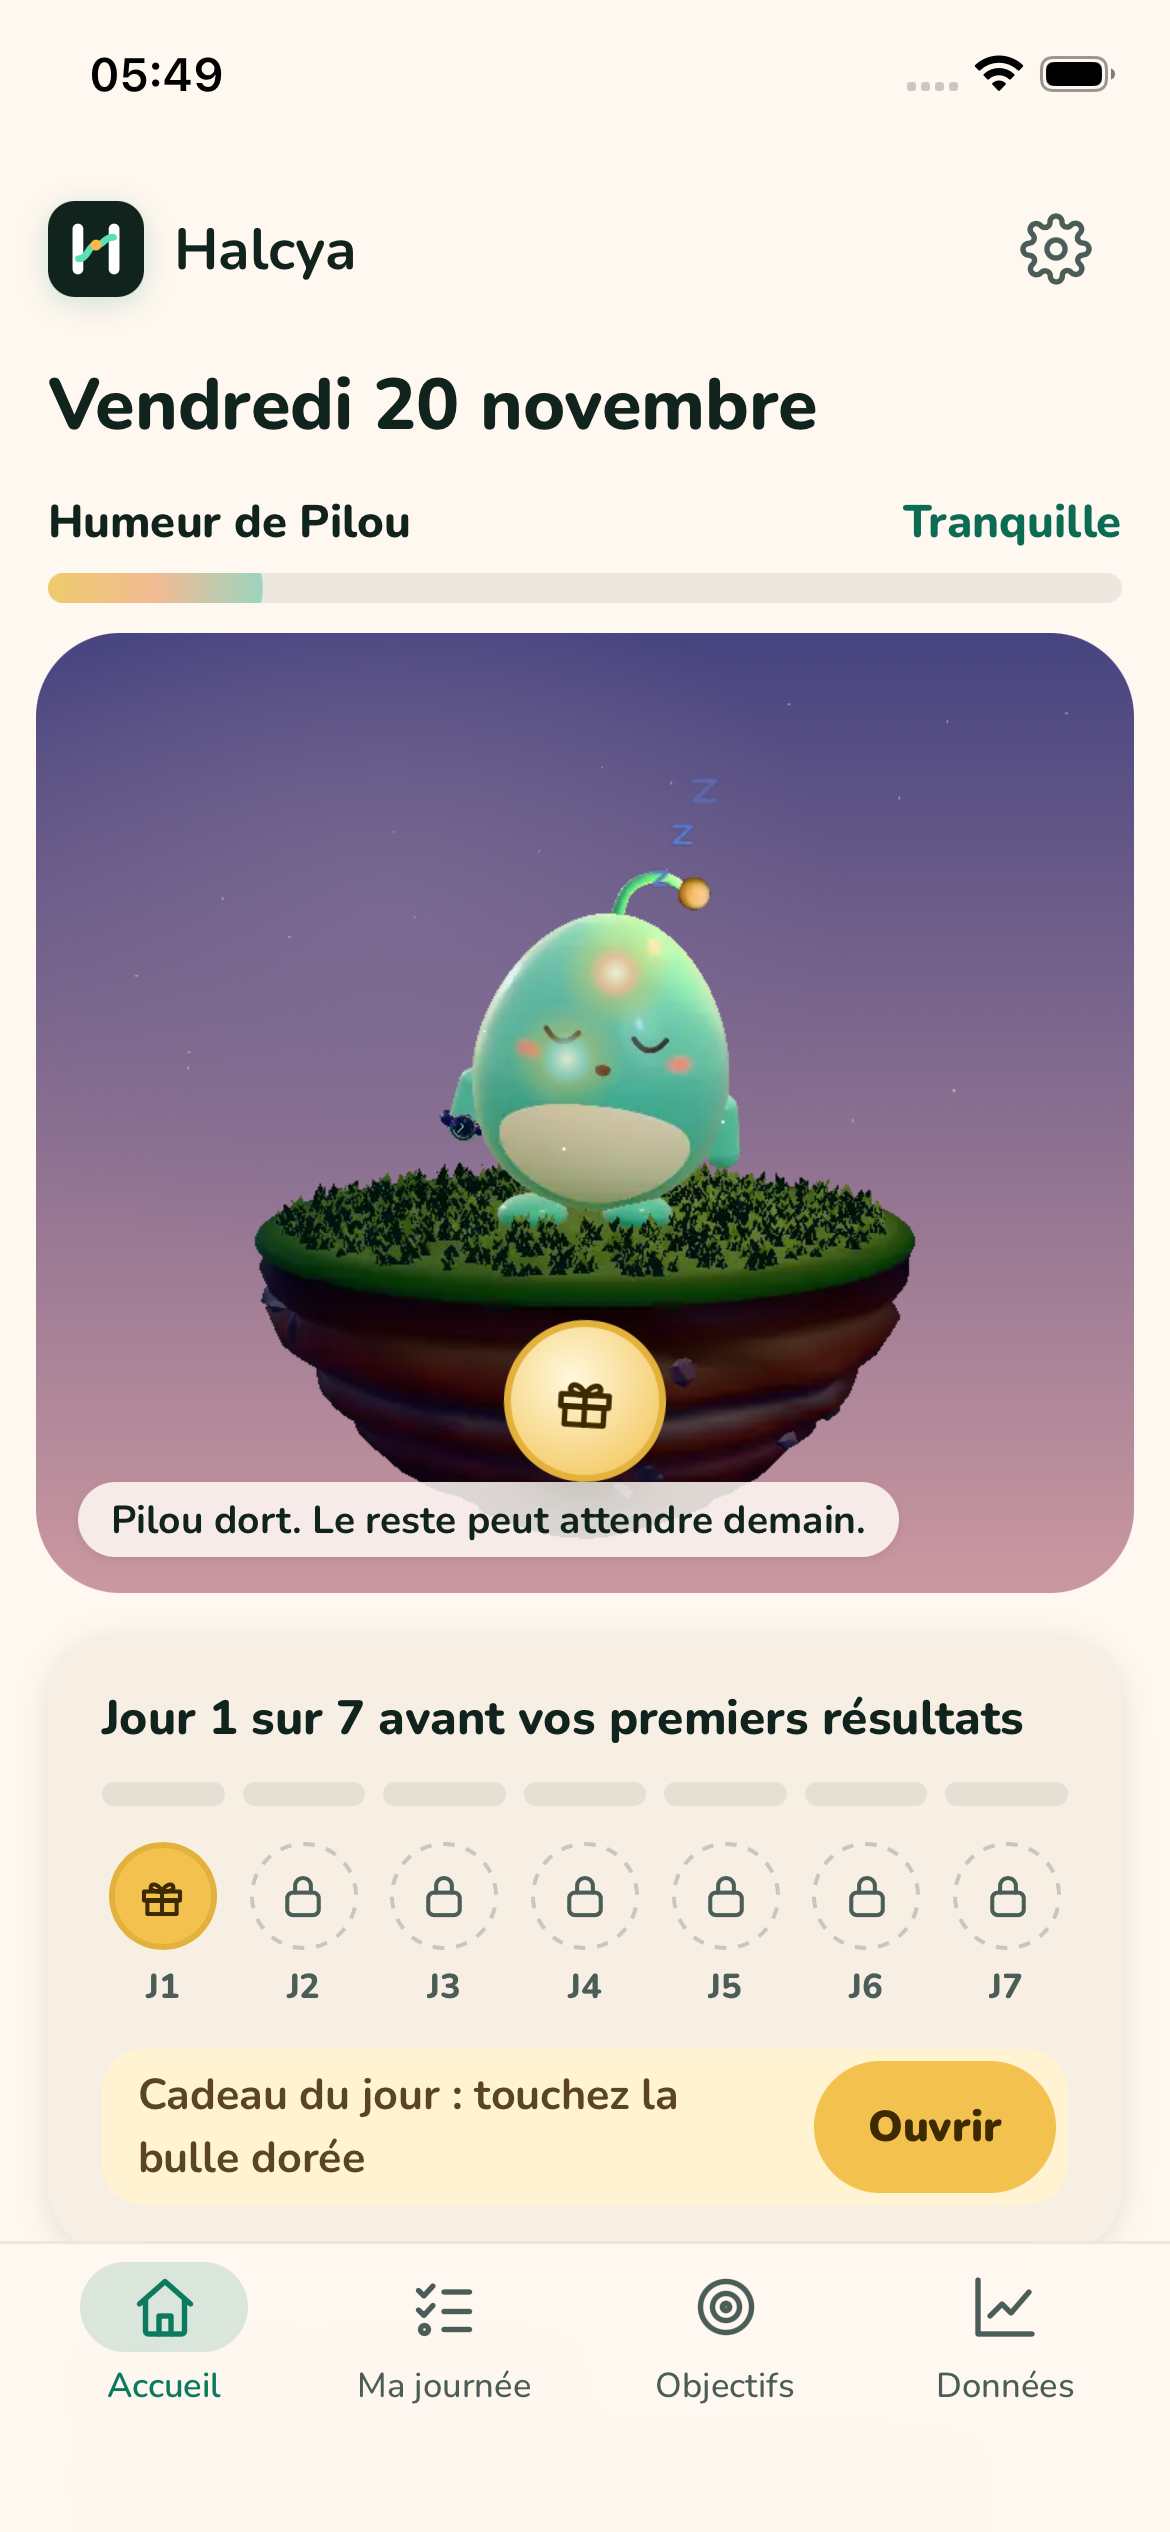 05:49
Halcya
Vendredi 20 novembre
Humeur de Pilou
Tranquille
Z
Z
Z
Pilou dort. Le reste peut attendre demain.
Jour 1 sur 7 avant vos premiers résultats
J1
J2
J3
J4
J5
J6
J7
Cadeau du jour : touchez la
bulle dorée
Ouvrir
Accueil
Ma journée
Objectifs
Données